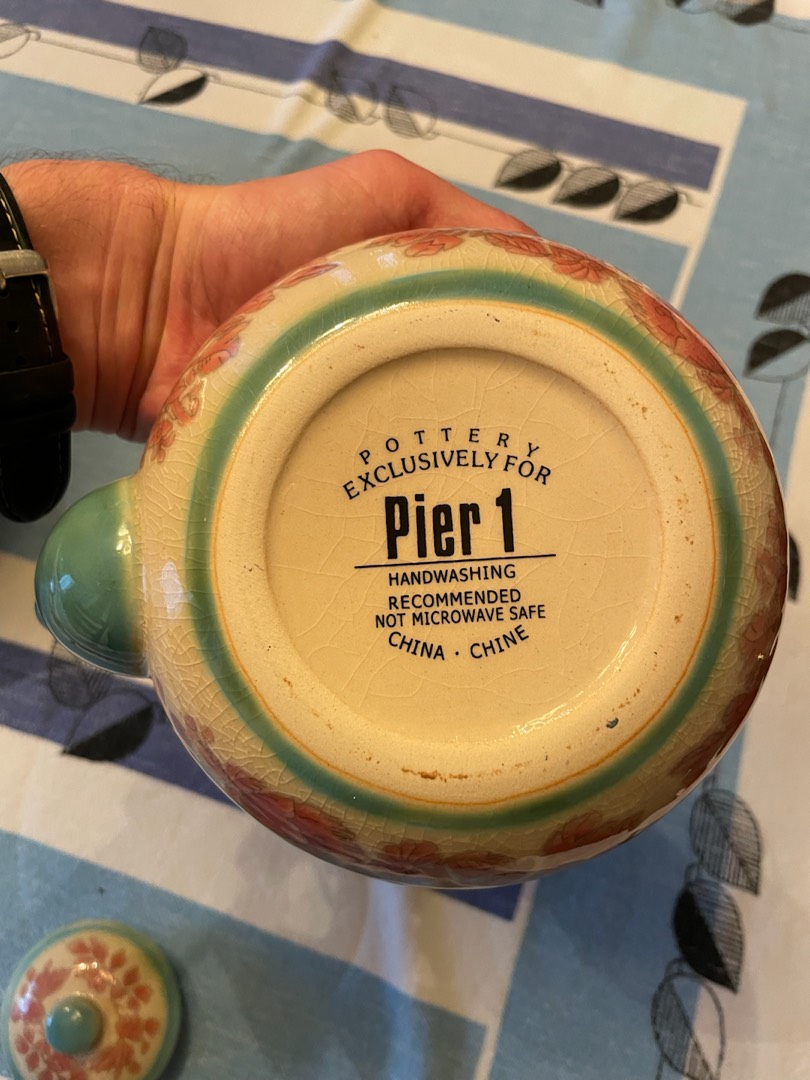 POTTERY
EXCLUSIVELY FOR
Pier 1
HANDWASHING
RECOMMENDED
NOT MICROWAVE SAFE
CHINA · CHINE